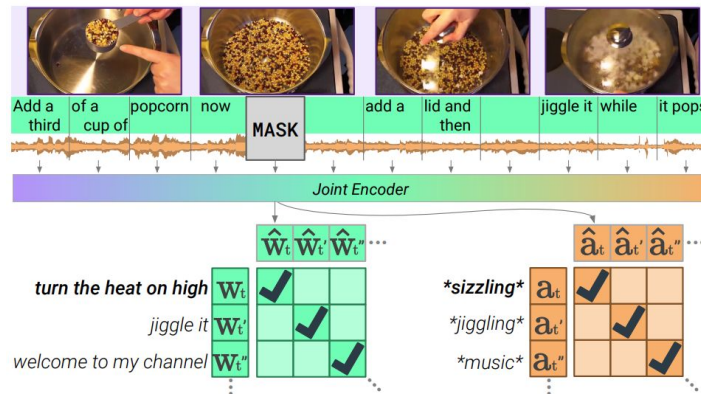 Add a third
of a cup of
popcorn
now
MASK
add a
lid and then
jiggle it
while
it pops
Joint Encoder
ŵt ŵt' ŵt" ...
ât ât' ât" ...
turn the heat on high wt
jiggle it wt'
welcome to my channel wt"
*sizzling* at
*jiggling* at'
*music* at"